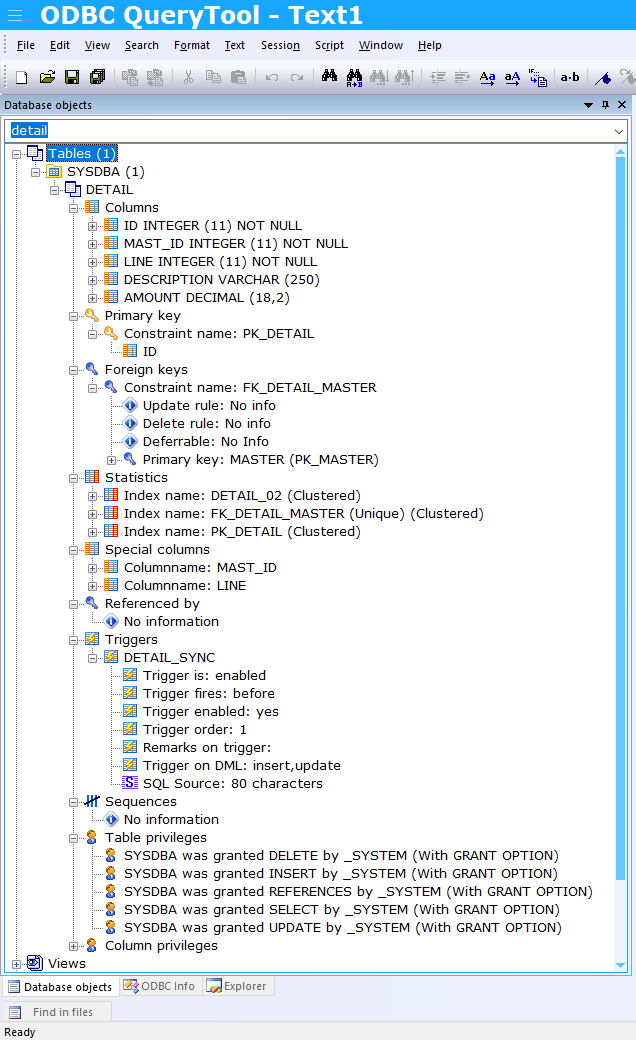 ODBC QueryTool - Text1
File Edit View Search Format Text Session Script Window Help
A→B Aa aA a·b
Database objects
detail
Tables (1)
SYSDBA (1)
DETAIL
Columns
ID INTEGER (11) NOT NULL
MAST_ID INTEGER (11) NOT NULL
LINE INTEGER (11) NOT NULL
DESCRIPTION VARCHAR (250)
AMOUNT DECIMAL (18,2)
Primary key
Constraint name: PK_DETAIL
ID
Foreign keys
Constraint name: FK_DETAIL_MASTER
Update rule: No info
Delete rule: No info
Deferrable: No Info
Primary key: MASTER (PK_MASTER)
Statistics
Index name: DETAIL_02 (Clustered)
Index name: FK_DETAIL_MASTER (Unique) (Clustered)
Index name: PK_DETAIL (Clustered)
Special columns
Columnname: MAST_ID
Columnname: LINE
Referenced by
No information
Triggers
DETAIL_SYNC
Trigger is: enabled
Trigger fires: before
Trigger enabled: yes
Trigger order: 1
Remarks on trigger:
Trigger on DML: insert,update
S SQL Source: 80 characters
Sequences
No information
Table privileges
SYSDBA was granted DELETE by _SYSTEM (With GRANT OPTION)
SYSDBA was granted INSERT by _SYSTEM (With GRANT OPTION)
SYSDBA was granted REFERENCES by _SYSTEM (With GRANT OPTION)
SYSDBA was granted SELECT by _SYSTEM (With GRANT OPTION)
SYSDBA was granted UPDATE by _SYSTEM (With GRANT OPTION)
Column privileges
Views
Database objects ODBC Info Explorer
Find in files
Ready